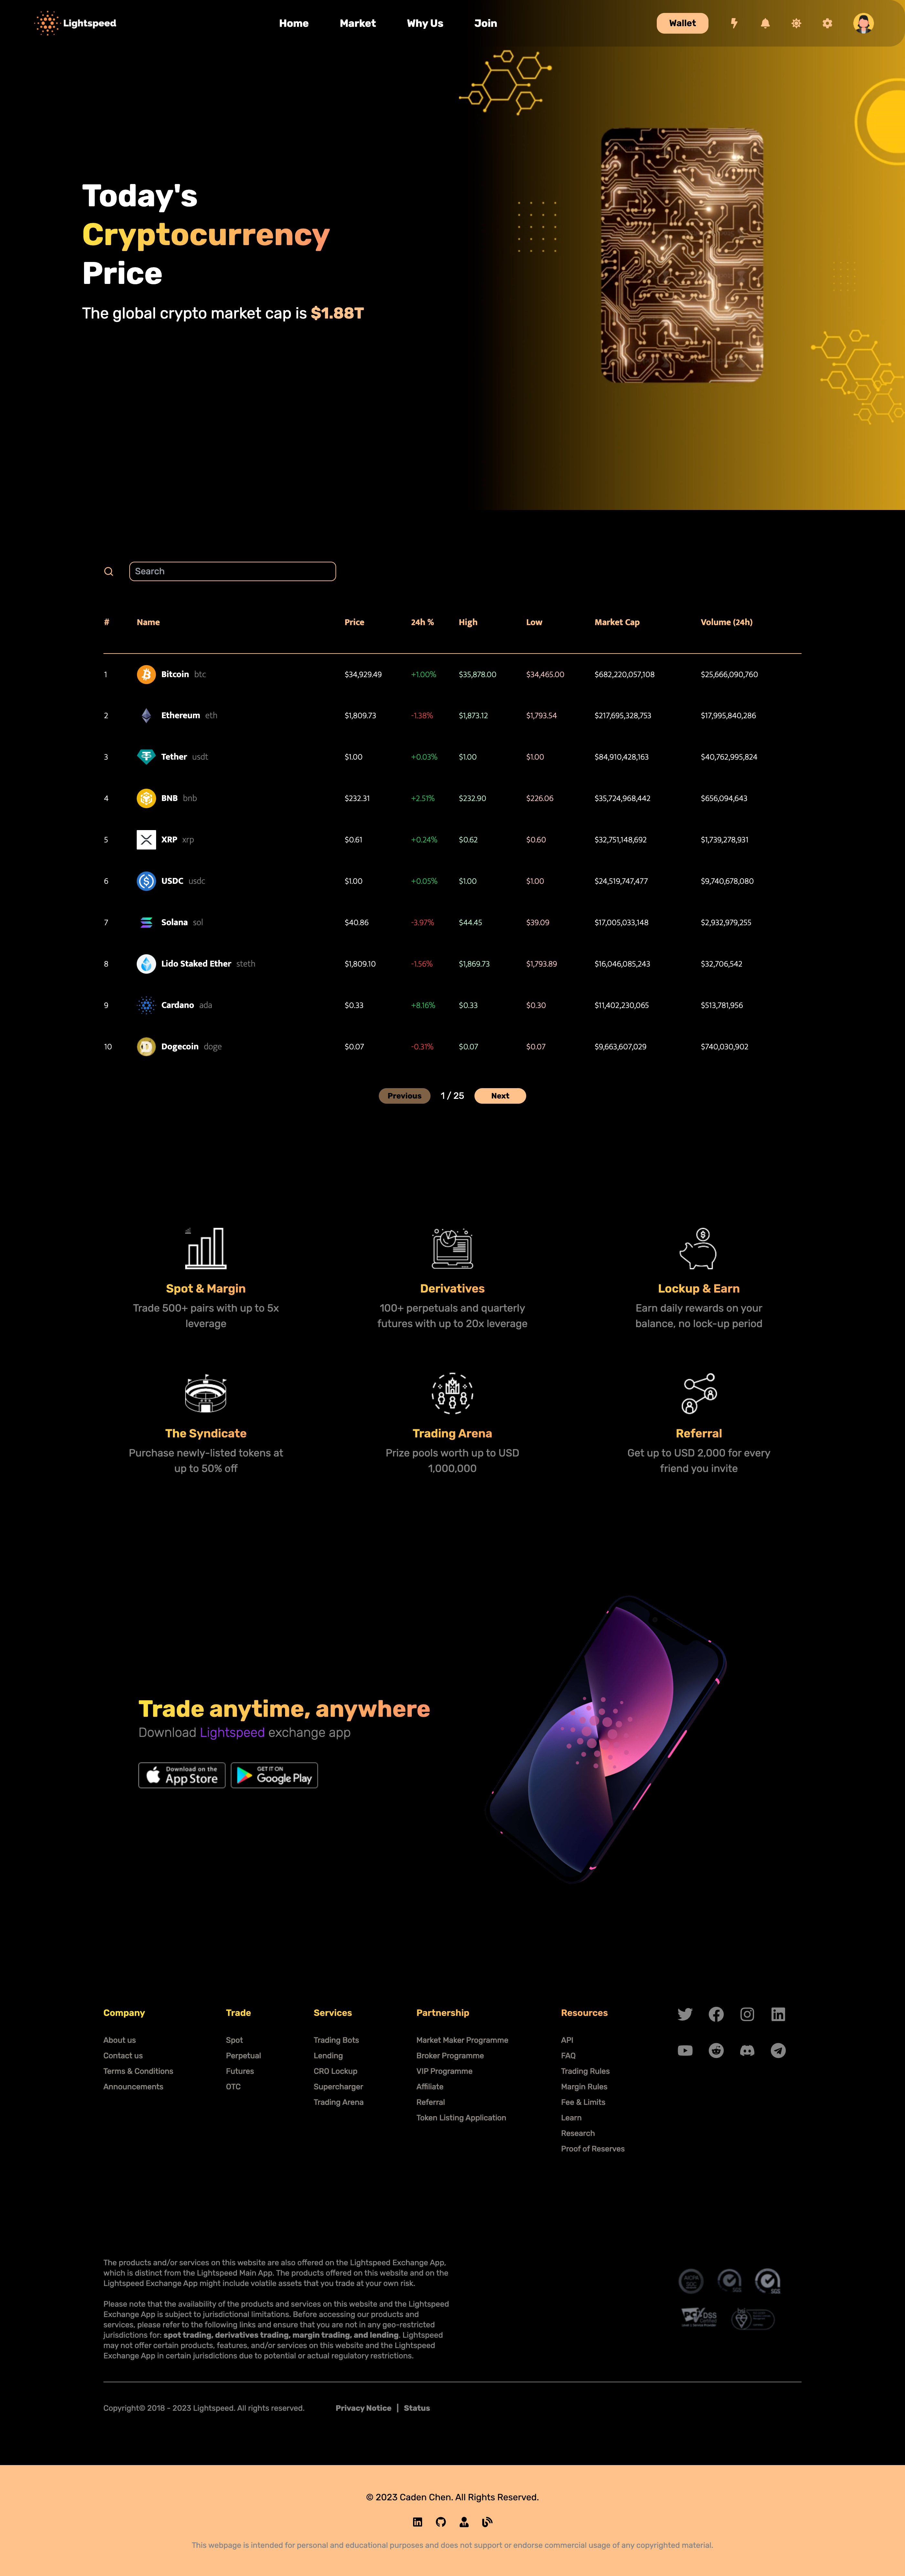 Lightspeed
Home
Market
Why Us
Join
Wallet
Today's
Cryptocurrency
Price
The global crypto market cap is $1.88T
Search
# Name Price 24h % High Low Market Cap Volume (24h)
1 Bitcoin btc $34,929.49 +1.00% $35,878.00 $34,465.00 $682,220,057,108 $25,666,090,760
2 Ethereum eth $1,809.73 -1.38% $1,873.12 $1,793.54 $217,695,328,753 $17,995,840,286
3 Tether usdt $1.00 +0.03% $1.00 $1.00 $84,910,428,163 $40,762,995,824
4 BNB bnb $232.31 +2.51% $232.90 $226.06 $35,724,968,442 $656,094,643
5 XRP xrp $0.61 +0.24% $0.62 $0.60 $32,751,148,692 $1,739,278,931
6 USDC usdc $1.00 +0.05% $1.00 $1.00 $24,519,747,477 $9,740,678,080
7 Solana sol $40.86 -3.97% $44.45 $39.09 $17,005,033,148 $2,932,979,255
8 Lido Staked Ether steth $1,809.10 -1.56% $1,869.73 $1,793.89 $16,046,085,243 $32,706,542
9 Cardano ada $0.33 +8.16% $0.33 $0.30 $11,402,230,065 $513,781,956
10 Dogecoin doge $0.07 -0.31% $0.07 $0.07 $9,663,607,029 $740,030,902
Previous 1 / 25 Next
Spot & Margin
Trade 500+ pairs with up to 5x
leverage
Derivatives
100+ perpetuals and quarterly
futures with up to 20x leverage
Lockup & Earn
Earn daily rewards on your
balance, no lock-up period
The Syndicate
Purchase newly-listed tokens at
up to 50% off
Trading Arena
Prize pools worth up to USD
1,000,000
Referral
Get up to USD 2,000 for every
friend you invite
Trade anytime, anywhere
Download Lightspeed exchange app
Download on the
App Store
GET IT ON
Google Play
Company
About us
Contact us
Terms & Conditions
Announcements
Trade
Spot
Perpetual
Futures
OTC
Services
Trading Bots
Lending
CRO Lockup
Supercharger
Trading Arena
Partnership
Market Maker Programme
Broker Programme
VIP Programme
Affiliate
Referral
Token Listing Application
Resources
API
FAQ
Trading Rules
Margin Rules
Fee & Limits
Learn
Research
Proof of Reserves
The products and/or services on this website are also offered on the Lightspeed Exchange App,
which is distinct from the Lightspeed Main App. The products offered on this website and on the
Lightspeed Exchange App might include volatile assets that you trade at your own risk.
Please note that the availability of the products and services on this website and the Lightspeed
Exchange App is subject to jurisdictional limitations. Before accessing our products and
services, please refer to the following links and ensure that you are not in any geo-restricted
jurisdictions for: spot trading, derivatives trading, margin trading, and lending. Lightspeed
may not offer certain products, features, and/or services on this website and the Lightspeed
Exchange App in certain jurisdictions due to potential or actual regulatory restrictions.
AICPA
SOC
PCI DSS
Copyright© 2018 - 2023 Lightspeed. All rights reserved.
Privacy Notice | Status
© 2023 Caden Chen. All Rights Reserved.
This webpage is intended for personal and educational purposes and does not support or endorse commercial usage of any copyrighted material.